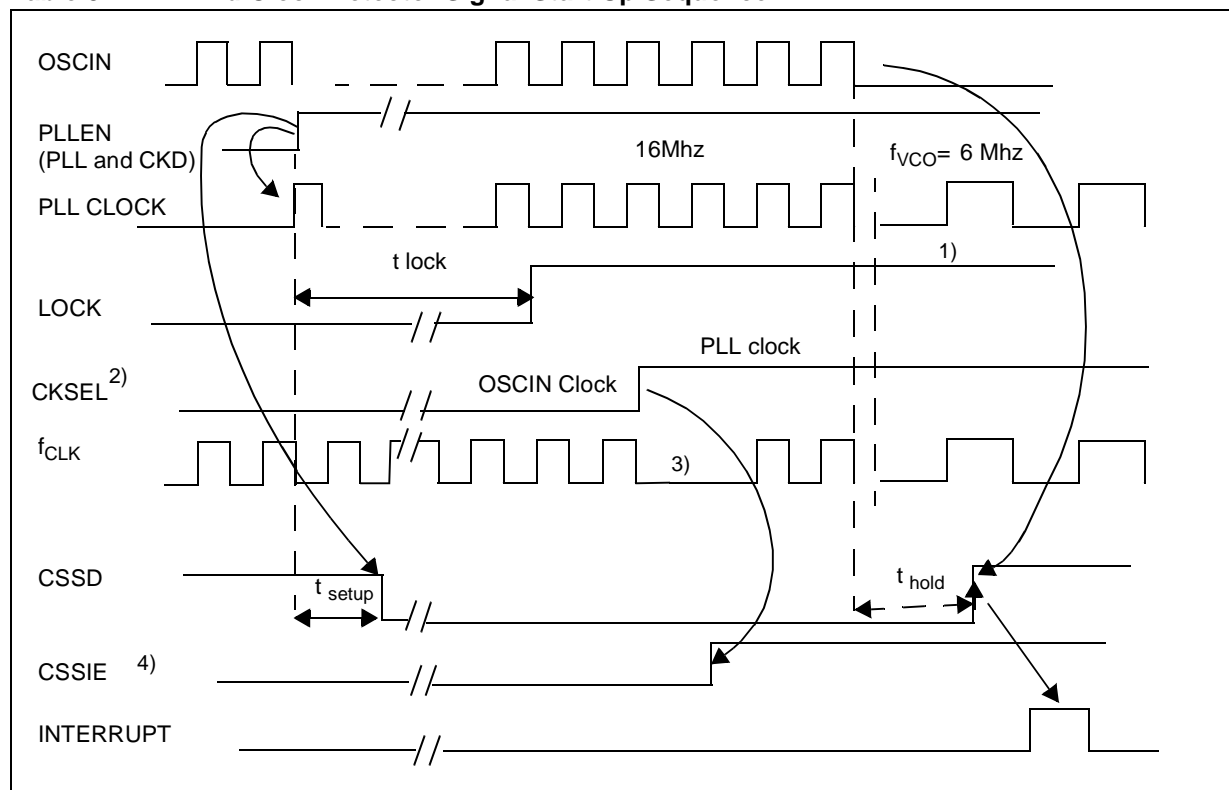 OSCIN
PLLEN
(PLL and CKD)
16Mhz
fVCO= 6 Mhz
PLL CLOCK
t lock
1)
LOCK
PLL clock
CKSEL2)
OSCIN Clock
fCLK
3)
CSSD
t setup
t hold
CSSIE 4)
INTERRUPT